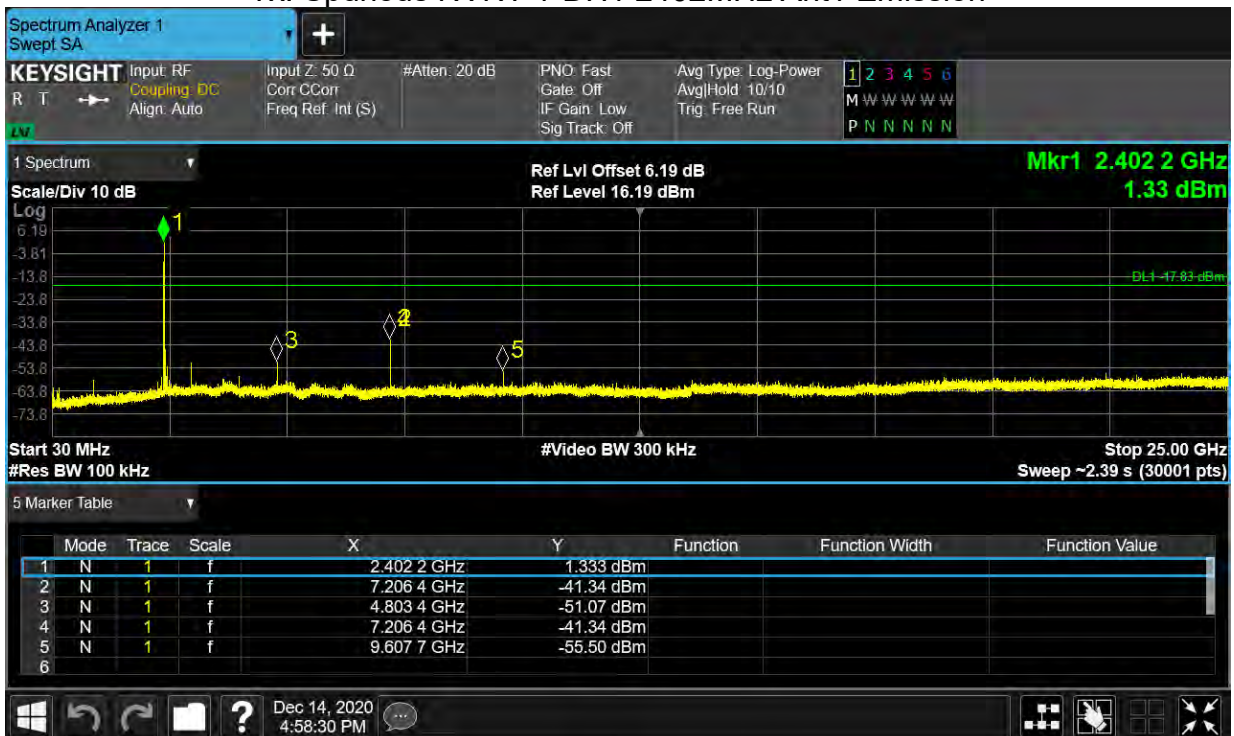 Spectrum Analyzer 1
Swept SA
KEYSIGHT Input: RF Input Z: 50 Ω #Atten: 20 dB PNO: Fast Avg Type: Log-Power 1 2 3 4 5 6
R T Coupling: DC Corr CCorr Gate: Off Avg|Hold: 10/10 M W W W W W
Align: Auto Freq Ref: Int (S) IF Gain: Low Trig: Free Run
Sig Track: Off P N N N N N
1 Spectrum Ref Lvl Offset 6.19 dB Mkr1 2.402 2 GHz
Scale/Div 10 dB Ref Level 16.19 dBm 1.33 dBm
Log
6.19 1
-3.81
-13.8 DL1 -17.83 dBm
-23.8
-33.8
-43.8 3 5
-53.8
-63.8
-73.8
Start 30 MHz #Video BW 300 kHz Stop 25.00 GHz
#Res BW 100 kHz Sweep ~2.39 s (30001 pts)
5 Marker Table
Mode Trace Scale X Y Function Function Width Function Value
1 N 1 f 2.402 2 GHz 1.333 dBm
2 N 1 f 7.206 4 GHz -41.34 dBm
3 N 1 f 4.803 4 GHz -51.07 dBm
4 N 1 f 7.206 4 GHz -41.34 dBm
5 N 1 f 9.607 7 GHz -55.50 dBm
6
? Dec 14, 2020
4:58:30 PM